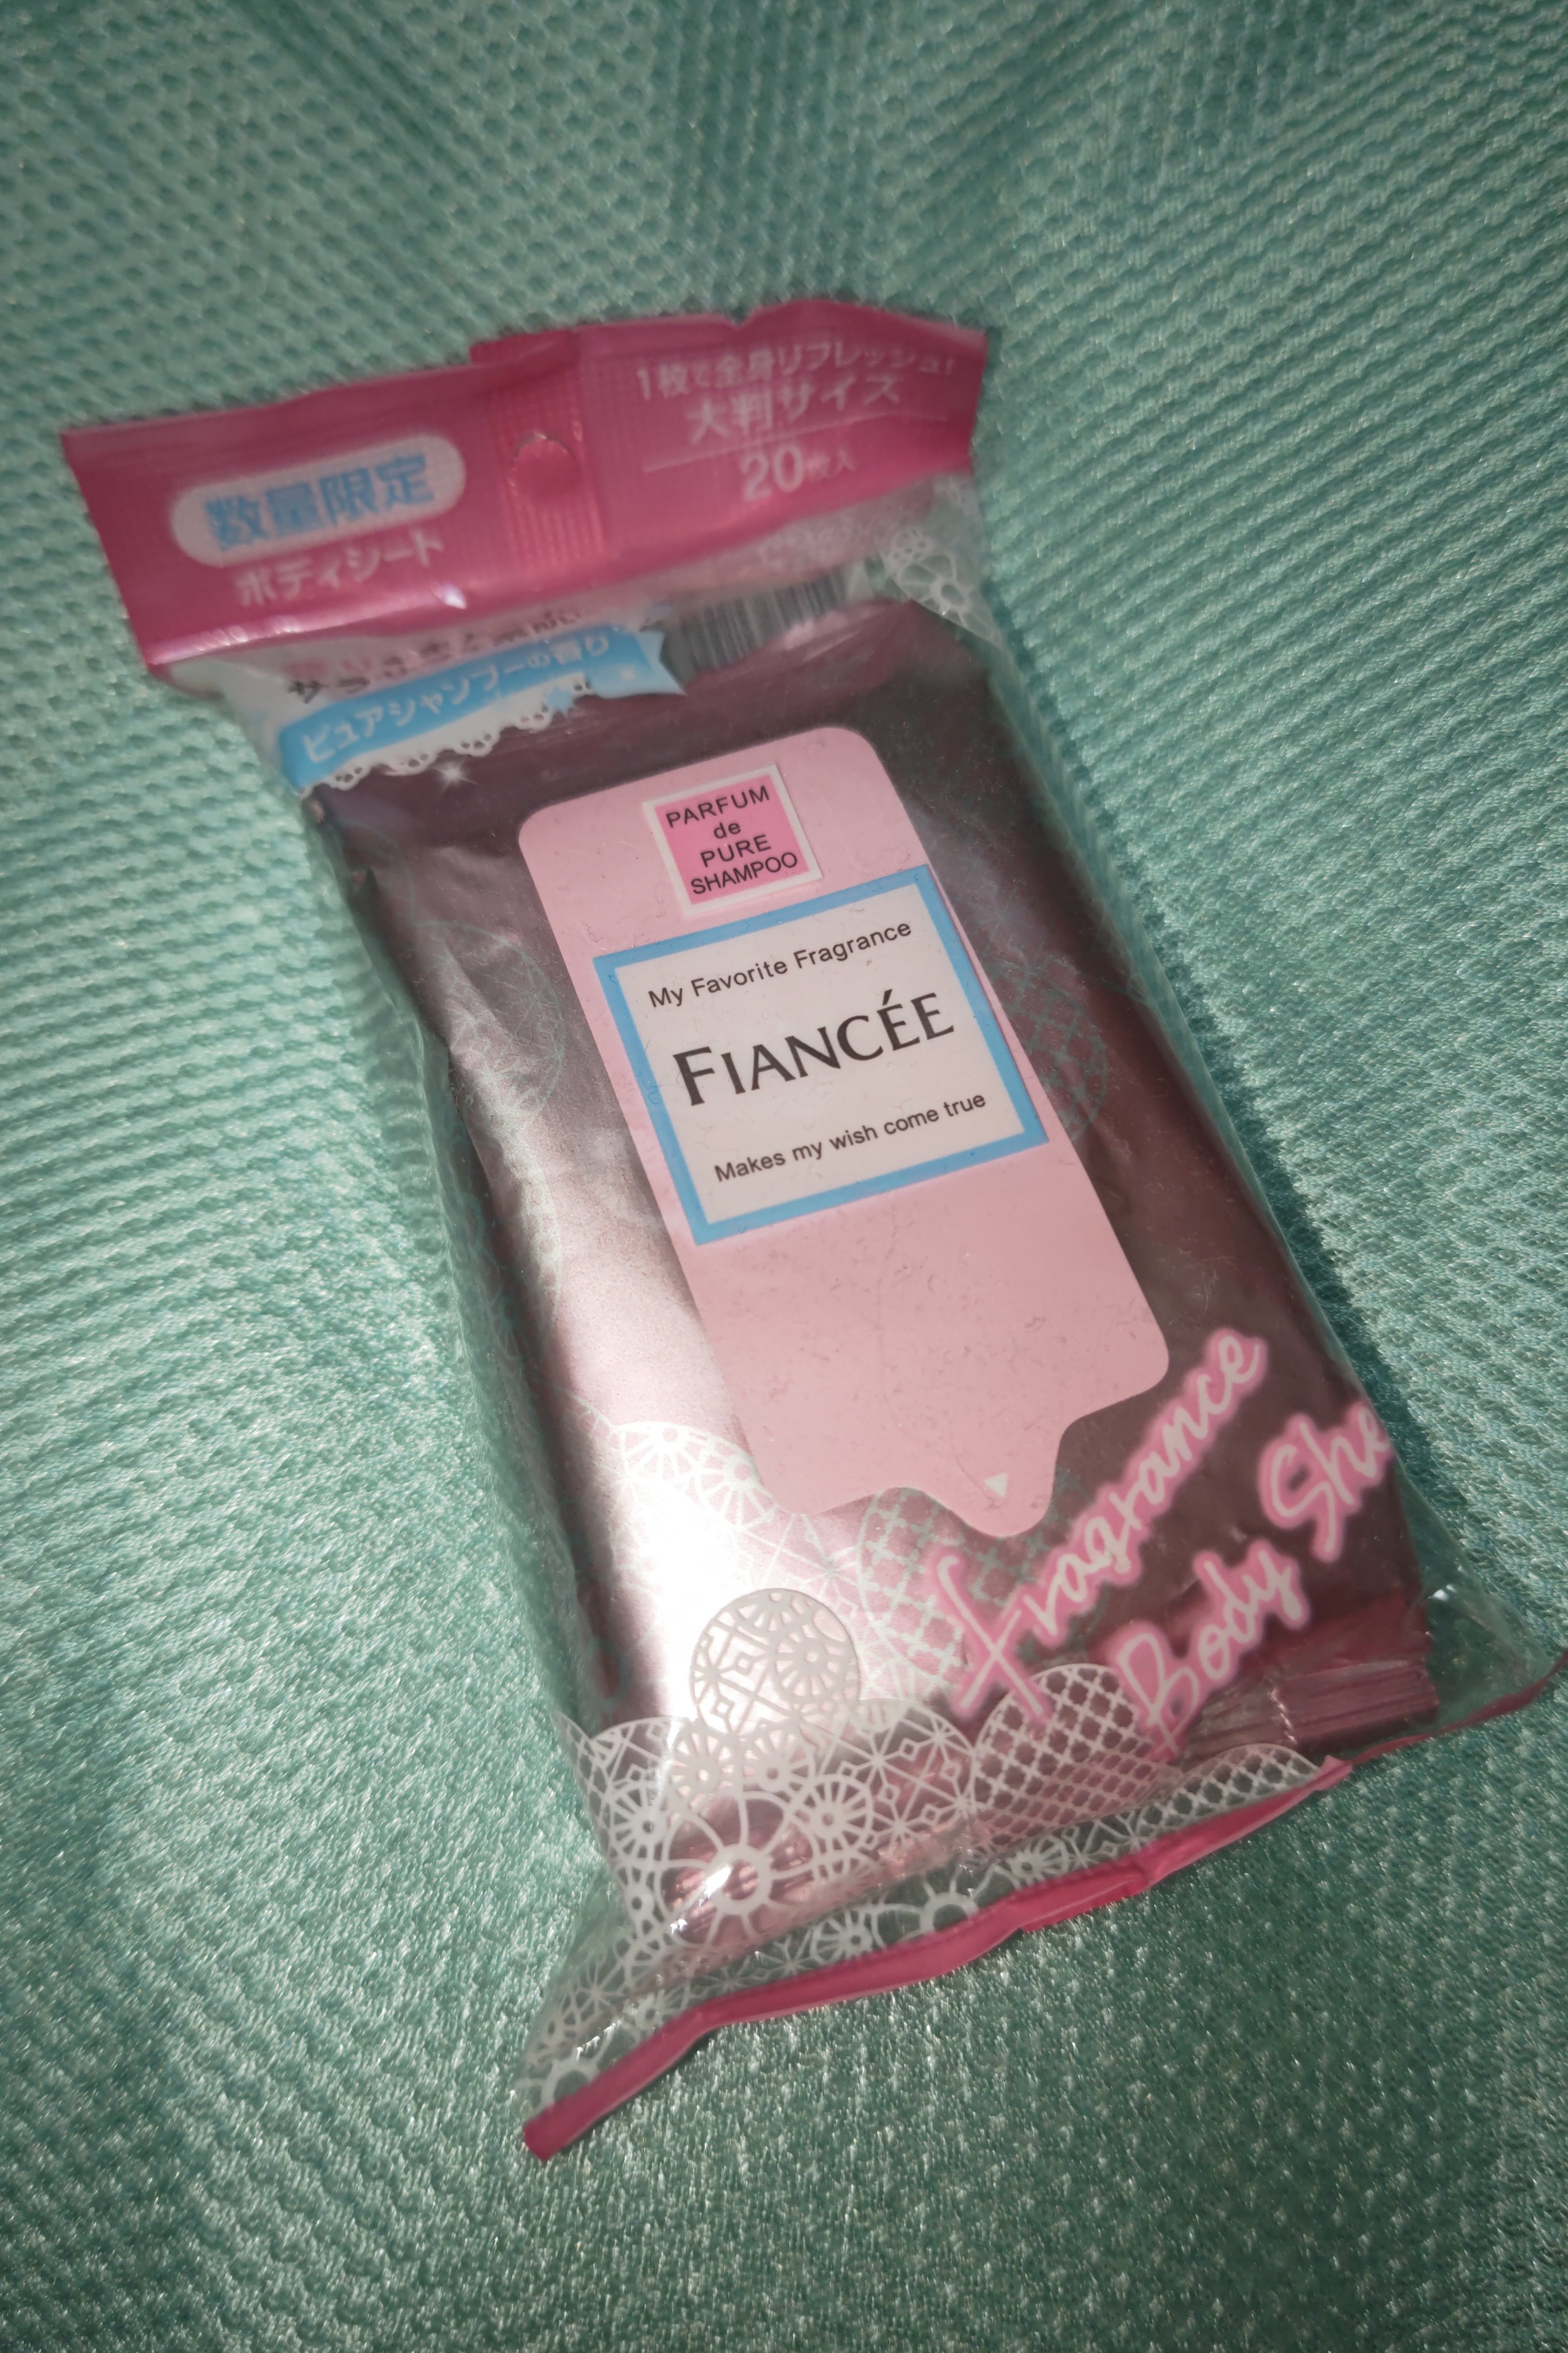 数量限定
ボディシート
1枚で全身リフレッシュ!
大判サイズ
20枚入
ピュアシャンプーの香り
PARFUM
de
PURE
SHAMPOO
My Favorite Fragrance
FIANCÉE
Makes my wish come true
Fragrance
Body She